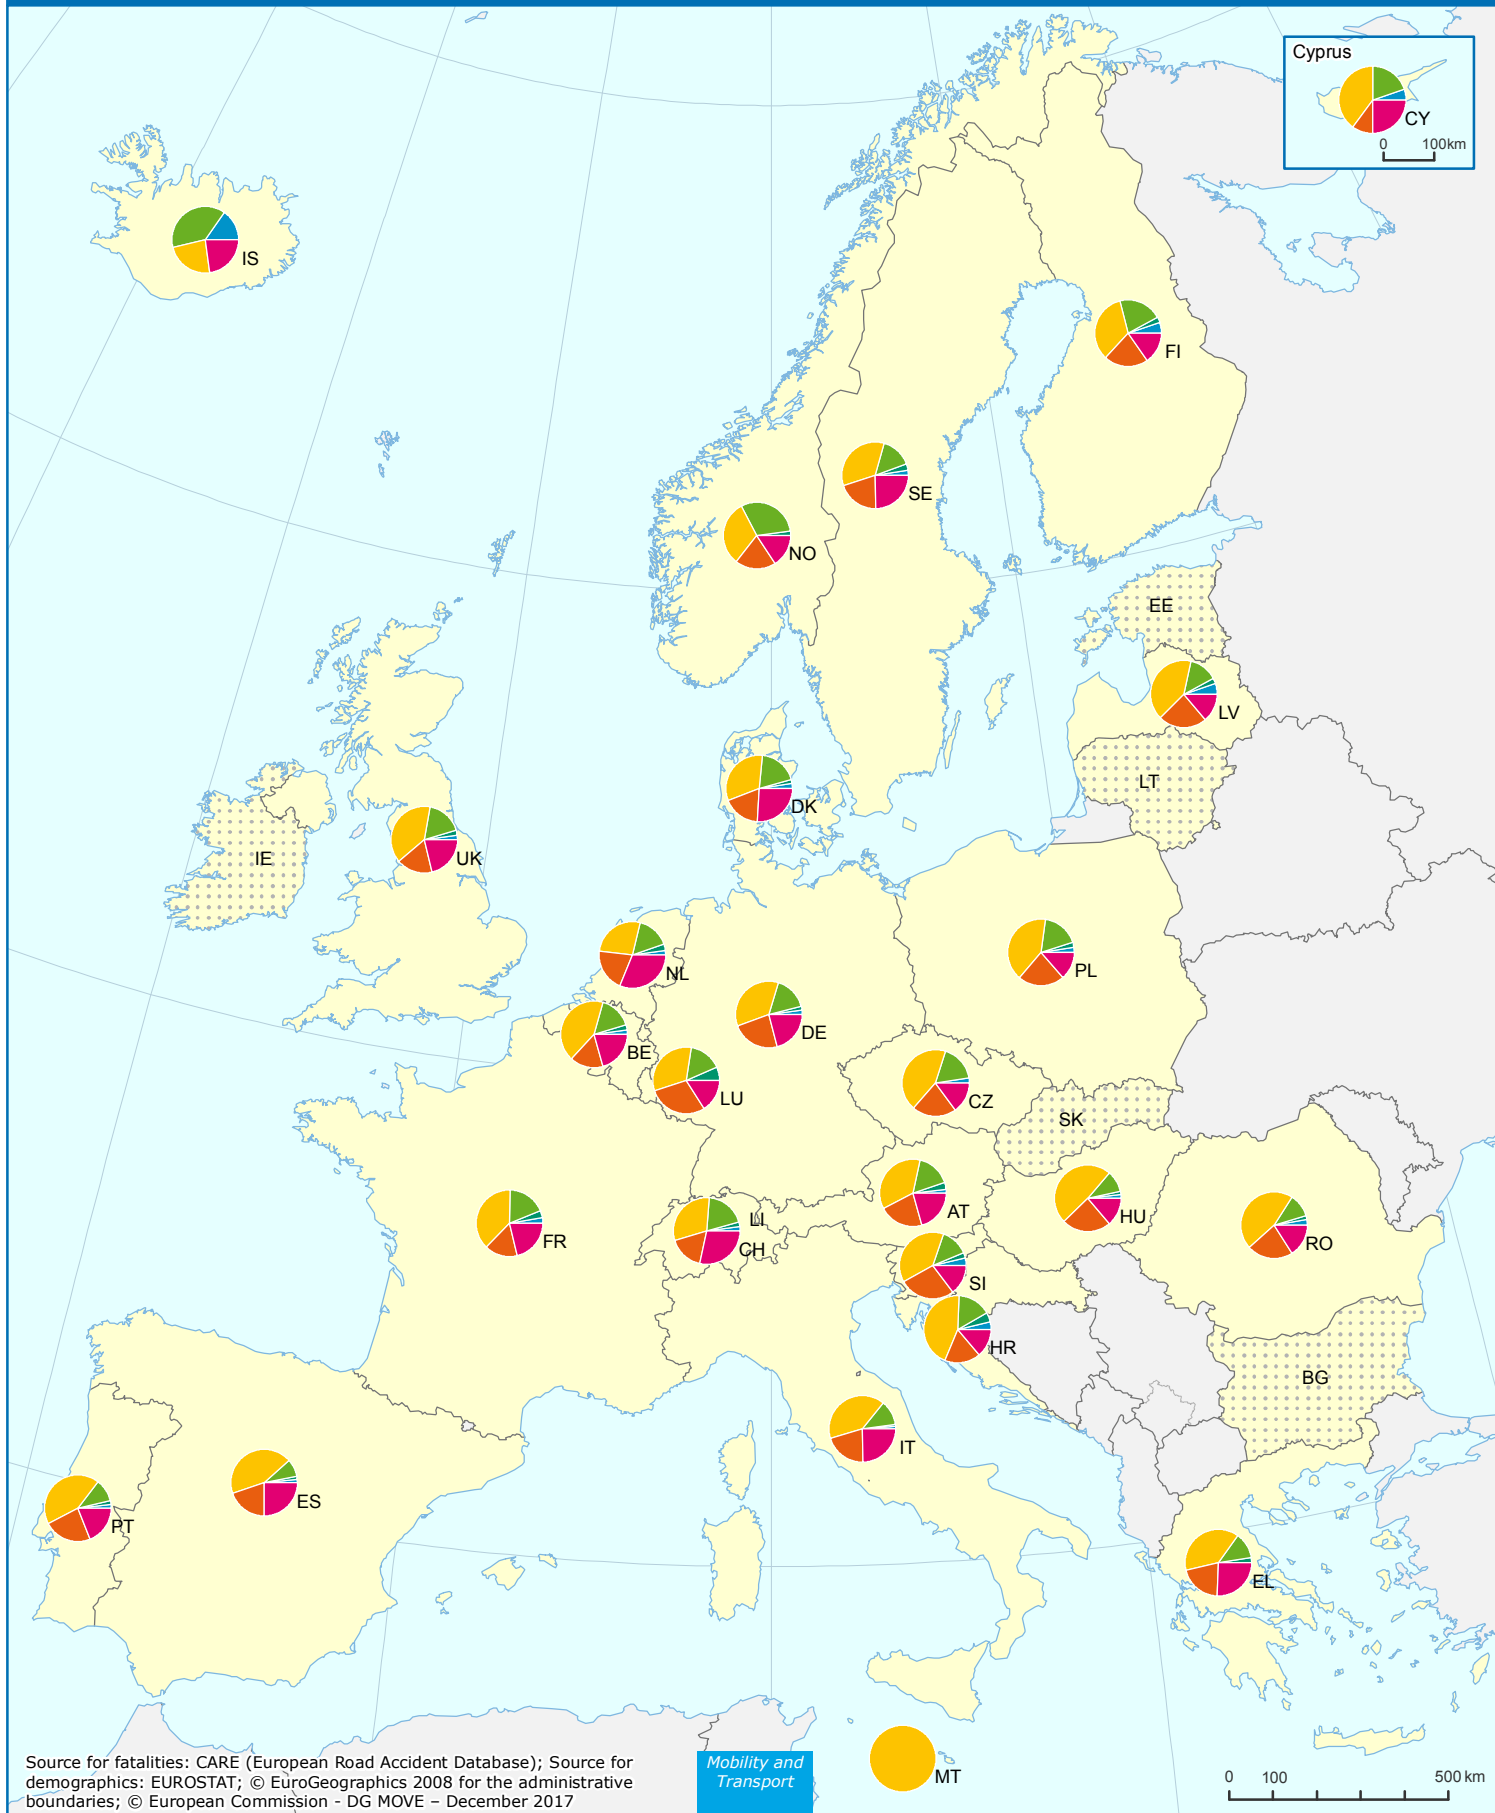 Cyprus
CY
0 100km
IS
FI
SE
NO
EE
LV
LT
DK
IE
UK
NL
PL
DE
BE
LU
CZ
SK
AT
HU
RO
FR
LI
CH
SI
HR
BG
IT
ES
PT
EL
MT
Source for fatalities: CARE (European Road Accident Database); Source for
demographics: EUROSTAT; © EuroGeographics 2008 for the administrative
boundaries; © European Commission - DG MOVE – December 2017
Mobility and
Transport
0 100 500 km